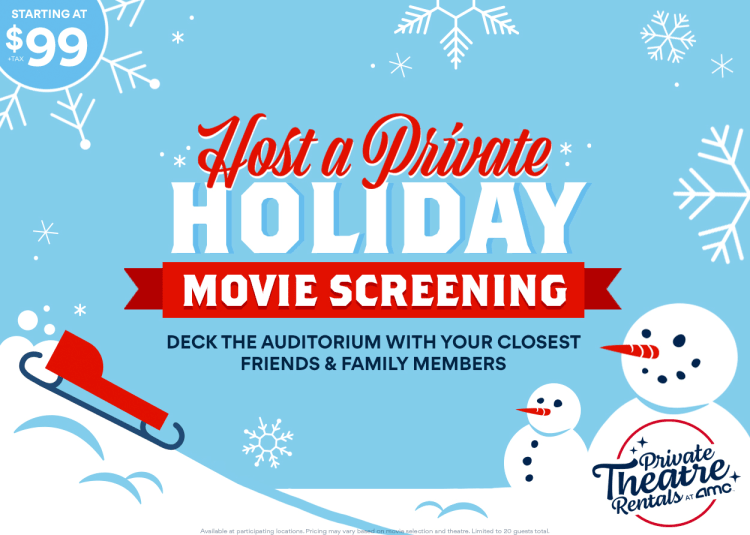 STARTING AT
$99
+TAX
Host a Private
HOLIDAY
MOVIE SCREENING
DECK THE AUDITORIUM WITH YOUR CLOSEST
FRIENDS & FAMILY MEMBERS
Private
Theatre
Rentals AT amc
Available at participating locations. Pricing may vary based on movie selection and theatre. Limited to 20 guests total.